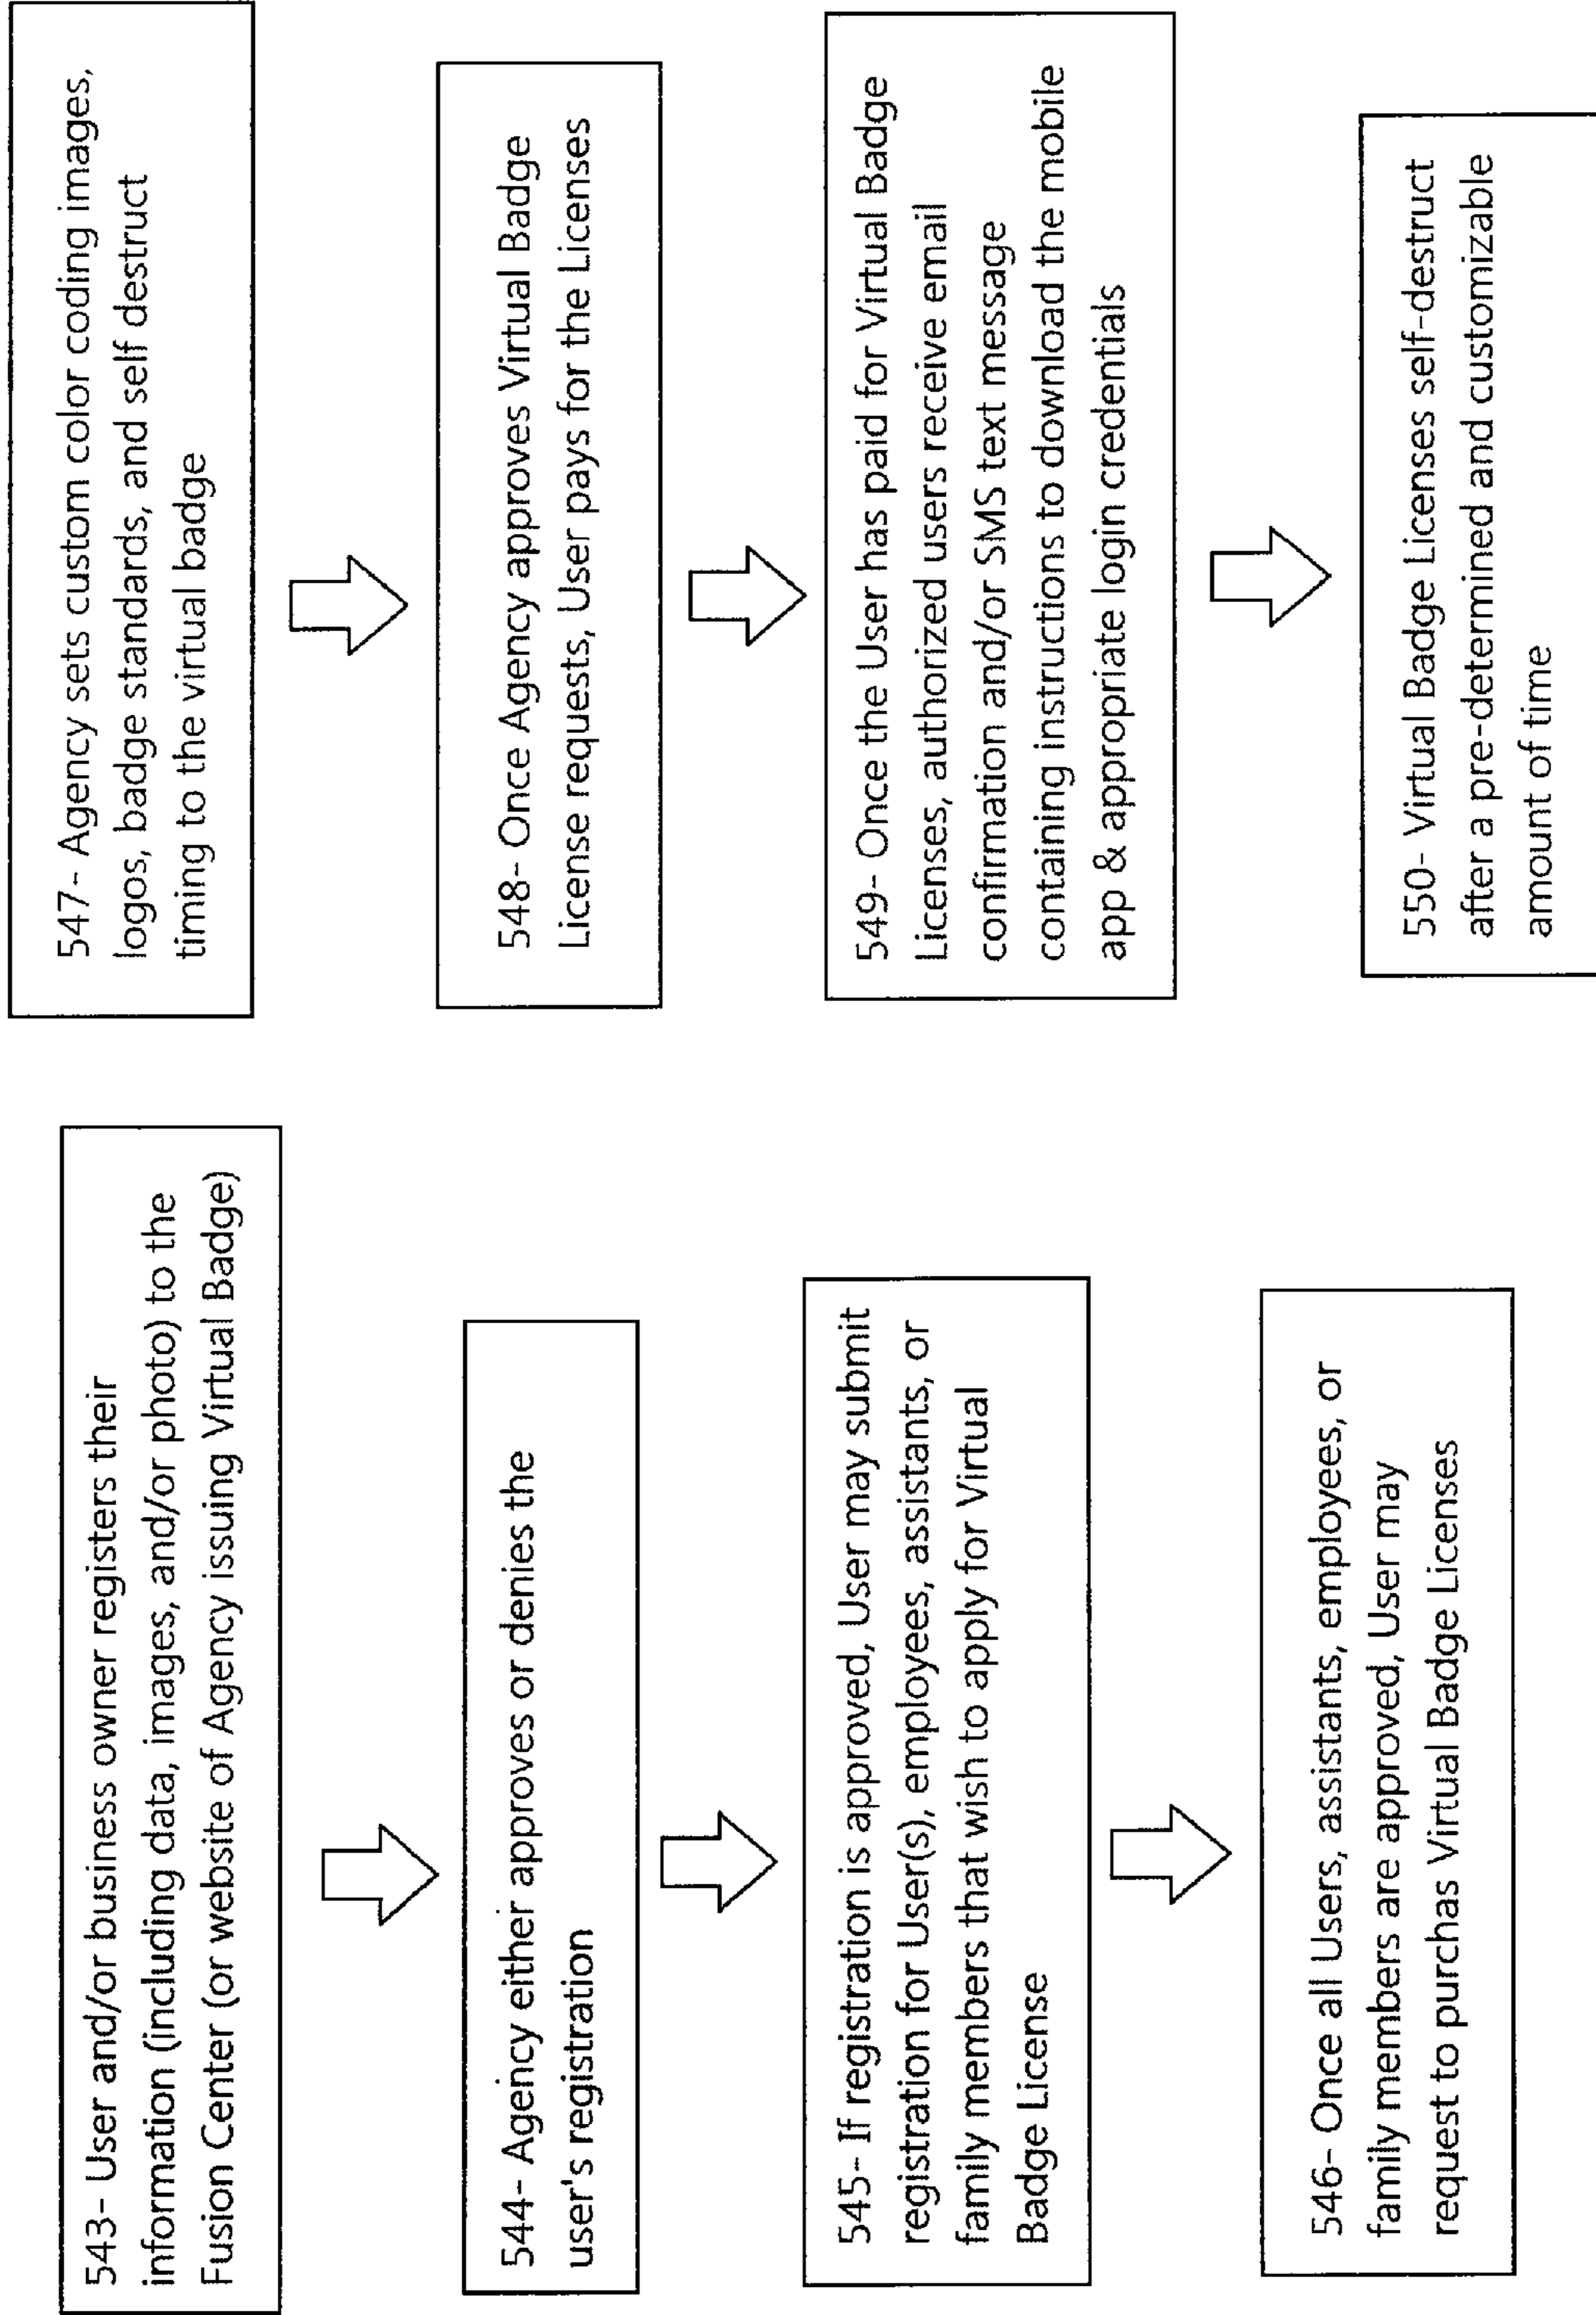 543- User and/or business owner registers their
information (including data, images, and/or photo) to the
Fusion Center (or website of Agency issuing Virtual Badge)
544- Agency either approves or denies the
user's registration
545- If registration is approved, User may submit
registration for User(s), employees, assistants, or
family members that wish to apply for Virtual
Badge License
546- Once all Users, assistants, employees, or
family members are approved, User may
request to purchas Virtual Badge Licenses
547- Agency sets custom color coding images,
logos, badge standards, and self destruct
timing to the virtual badge
548- Once Agency approves Virtual Badge
License requests, User pays for the Licenses
549- Once the User has paid for Virtual Badge
Licenses, authorized users receive email
confirmation and/or SMS text message
containing instructions to download the mobile
app & appropriate login credentials
550- Virtual Badge Licenses self-destruct
after a pre-determined and customizable
amount of time